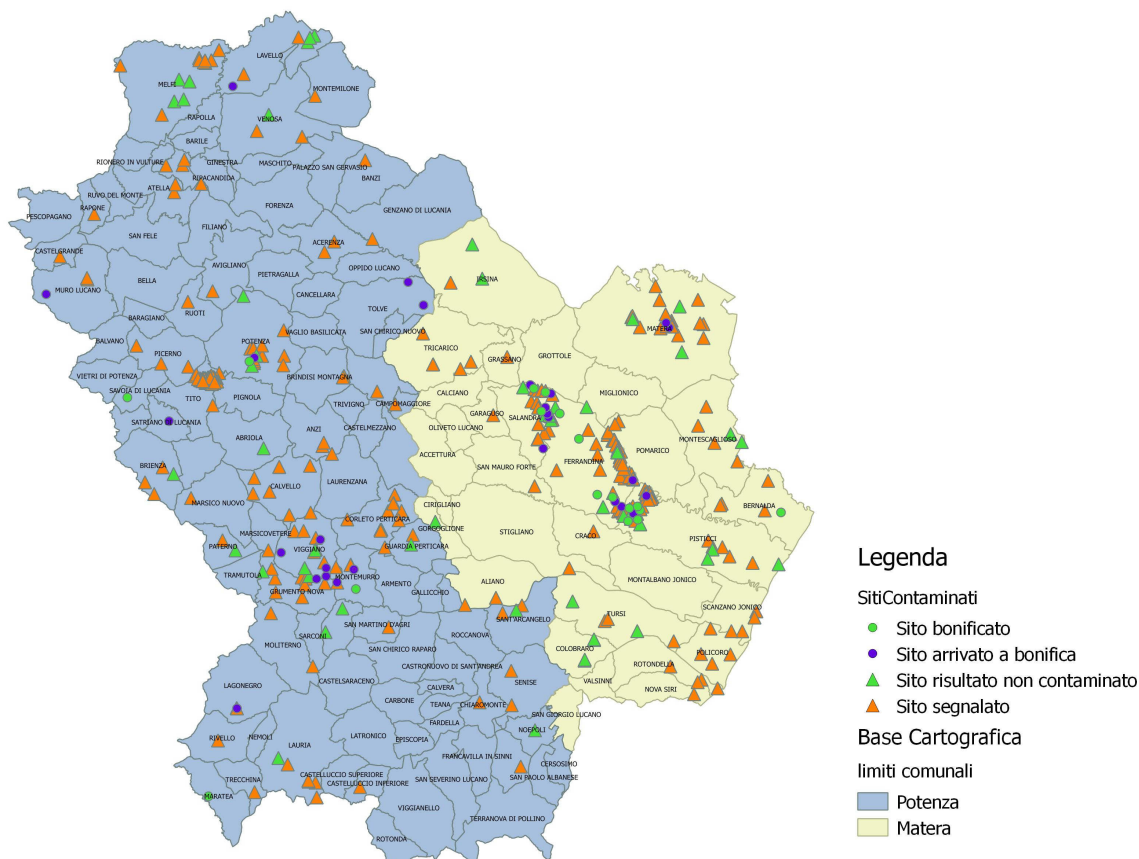 LAVELLO
MELFI
MONTEMILONE
RAPOLLA
VENOSA
BARILE
RIONERO IN VULTURE
GINESTRA
MASCHITO
PALAZZO SAN GERVASIO
BANZI
RIPACANDIDA
ATELLA
RUVO DEL MONTE
RAPONE
FORENZA
GENZANO DI LUCANIA
PESCOPAGANO
FILIANO
SAN FELE
ACERENZA
CASTELGRANDE
AVIGLIANO
OPPIDO LUCANO
PIETRAGALLA
BELLA
IRSINA
MURO LUCANO
CANCELLARA
TOLVE
RUOTI
BARAGIANO
VAGLIO BASILICATA
SAN CHIRICO NUOVO
MATERA
BALVANO
POTENZA
TRICARICO
PICERNO
GRASSANO
GROTTOLE
VIETRI DI POTENZA
BRINDISI MONTAGNA
SAVOIA DI LUCANIA
TITO
PIGNOLA
CALCIANO
MIGLIONICO
TRIVIGNO
CAMPOMAGGIORE
GARAGUSO
SALANDRA
SATRIANO DI LUCANIA
ANZI
CASTELMEZZANO
OLIVETO LUCANO
ABRIOLA
MONTESCAGLIOSO
POMARICO
ACCETTURA
FERRANDINA
BRIENZA
SAN MAURO FORTE
CALVELLO
LAURENZANA
MARSICO NUOVO
CIRIGLIANO
BERNALDA
CORLETO PERTICARA
GORGOGLIONE
STIGLIANO
MARSICOVETERE
CRACO
PISTICCI
PATERNO
GUARDIA PERTICARA
VIGGIANO
TRAMUTOLA
MONTEMURRO
ARMENTO
ALIANO
MONTALBANO JONICO
GRUMENTO NOVA
GALLICCHIO
SCANZANO JONICO
TURSI
SANT'ARCANGELO
SAN MARTINO D'AGRI
ROCCANOVA
SARCONI
MOLITERNO
SAN CHIRICO RAPARO
COLOBRARO
POLICORO
CASTRONUOVO DI SANT'ANDREA
ROTONDELLA
CASTELSARACENO
SENISE
VALSINNI
LAGONEGRO
CALVERA
NOVA SIRI
CARBONE
TEANA
CHIAROMONTE
SAN GIORGIO LUCANO
FARDELLA
NOEPOLI
NEMOLI
LATRONICO
EPISCOPIA
RIVELLO
LAURIA
FRANCAVILLA IN SINNI
CERSOSIMO
CASTELLUCCIO SUPERIORE
TRECCHINA
CASTELLUCCIO INFERIORE
SAN SEVERINO LUCANO
SAN PAOLO ALBANESE
MARATEA
VIGGIANELLO
TERRANOVA DI POLLINO
ROTONDA
Legenda
SitiContaminati
Sito bonificato
Sito arrivato a bonifica
Sito risultato non contaminato
Sito segnalato
Base Cartografica
limiti comunali
Potenza
Matera